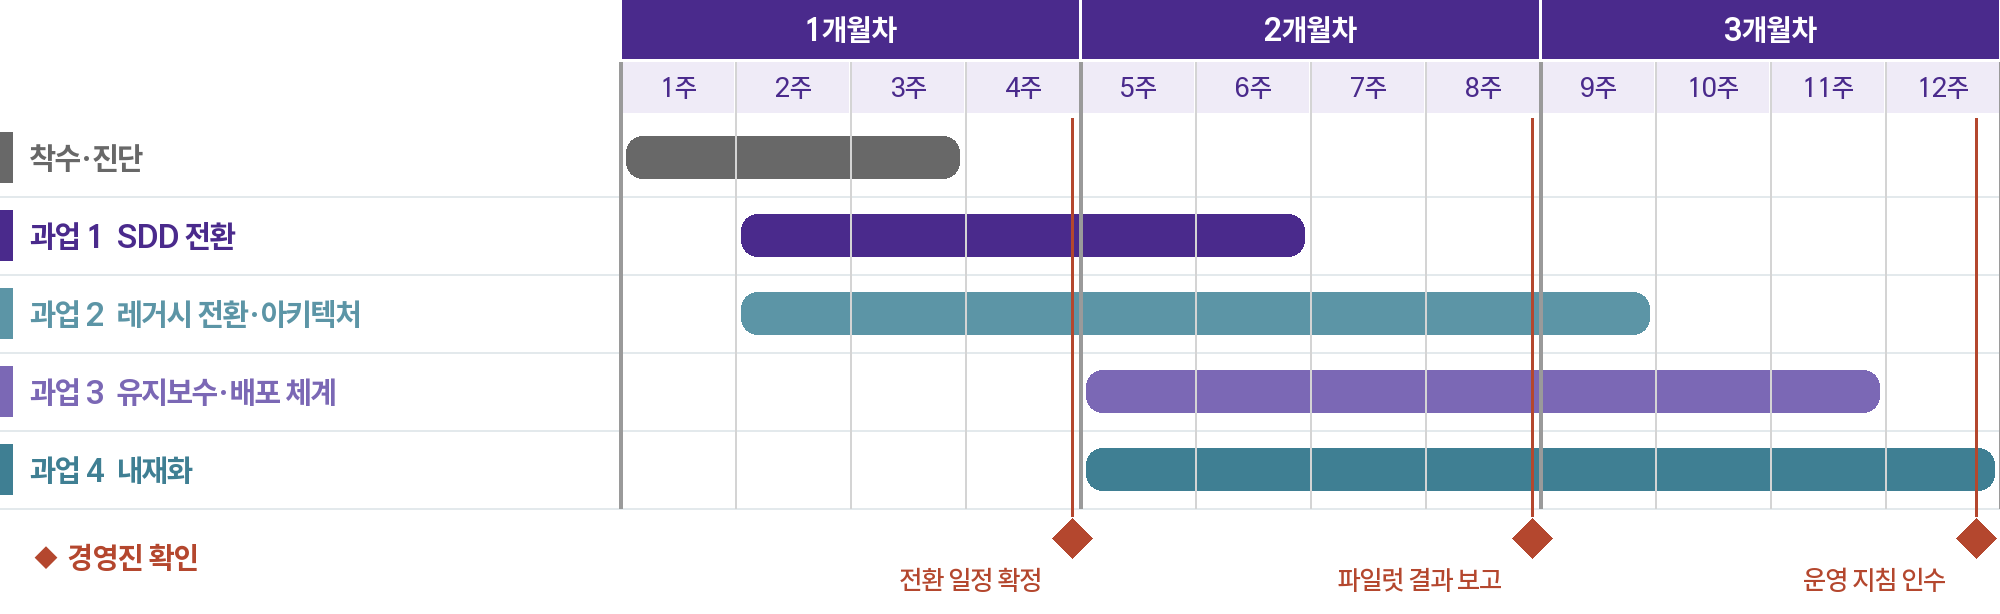 1개월차 2개월차 3개월차
1주 2주 3주 4주 5주 6주 7주 8주 9주 10주 11주 12주
착수·진단
과업 1 SDD 전환
과업 2 레거시 전환·아키텍처
과업 3 유지보수·배포 체계
과업 4 내재화
◆ 경영진 확인
전환 일정 확정 파일럿 결과 보고 운영 지침 인수